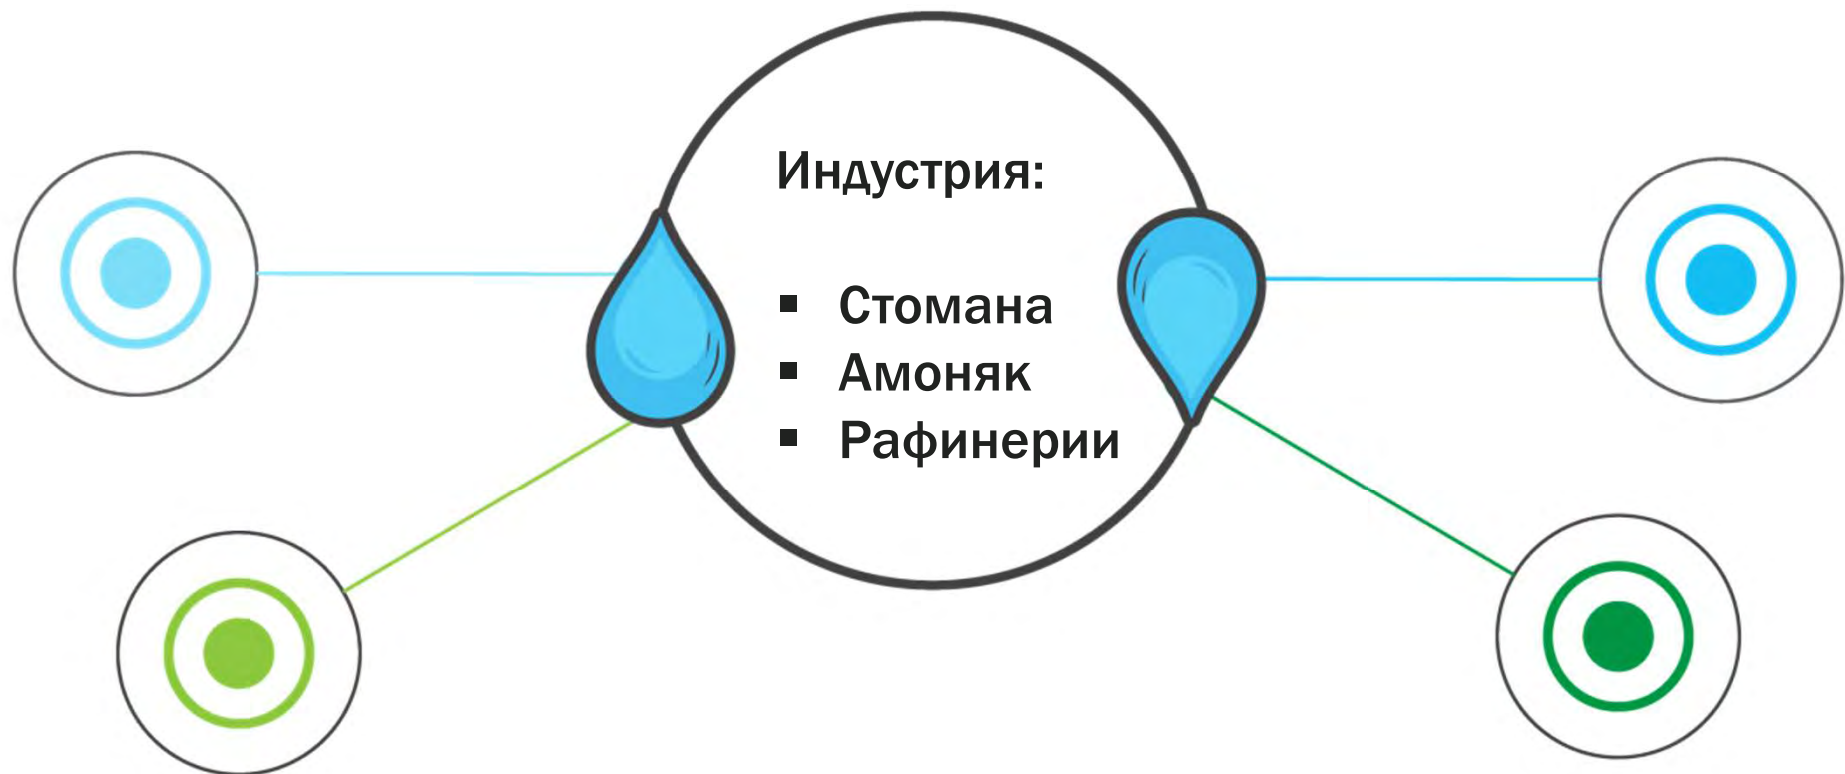 Индустрия:
▪ Стомана
▪ Амоняк
▪ Рафинерии